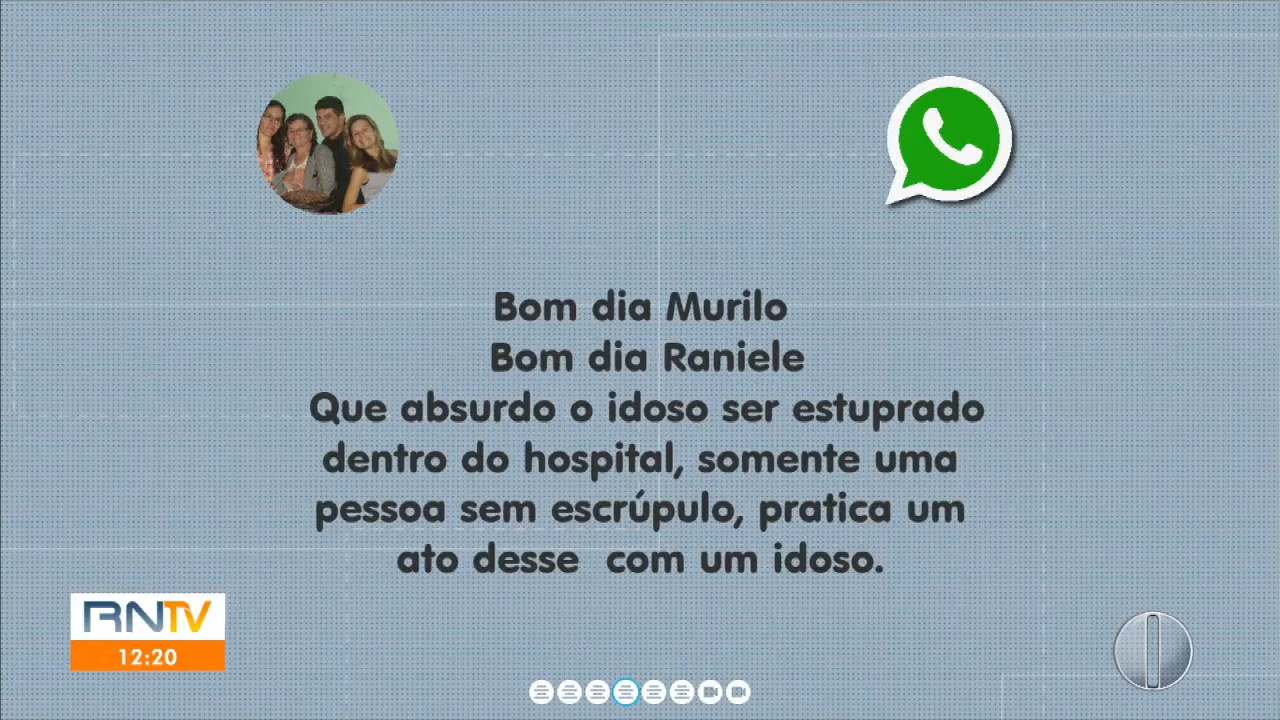 Bom dia Murilo
Bom dia Raniele
Que absurdo o idoso ser estuprado
dentro do hospital, somente uma
pessoa sem escrúpulo, pratica um
ato desse com um idoso.
RNTV
12:20